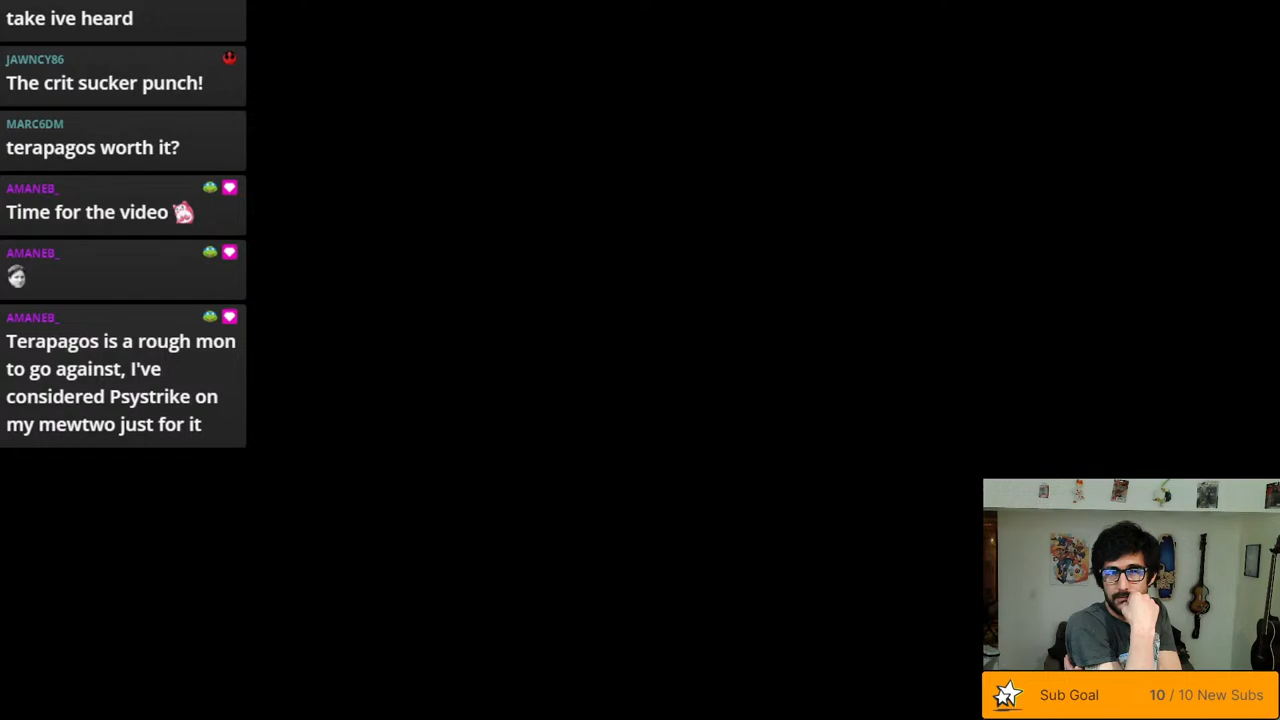 take ive heard
JAWNCY86
The crit sucker punch!
MARC6DM
terapagos worth it?
AMANEB_
Time for the video
AMANEB_
AMANEB_
Terapagos is a rough mon
to go against, I've
considered Psystrike on
my mewtwo just for it
Sub Goal
10 / 10 New Subs